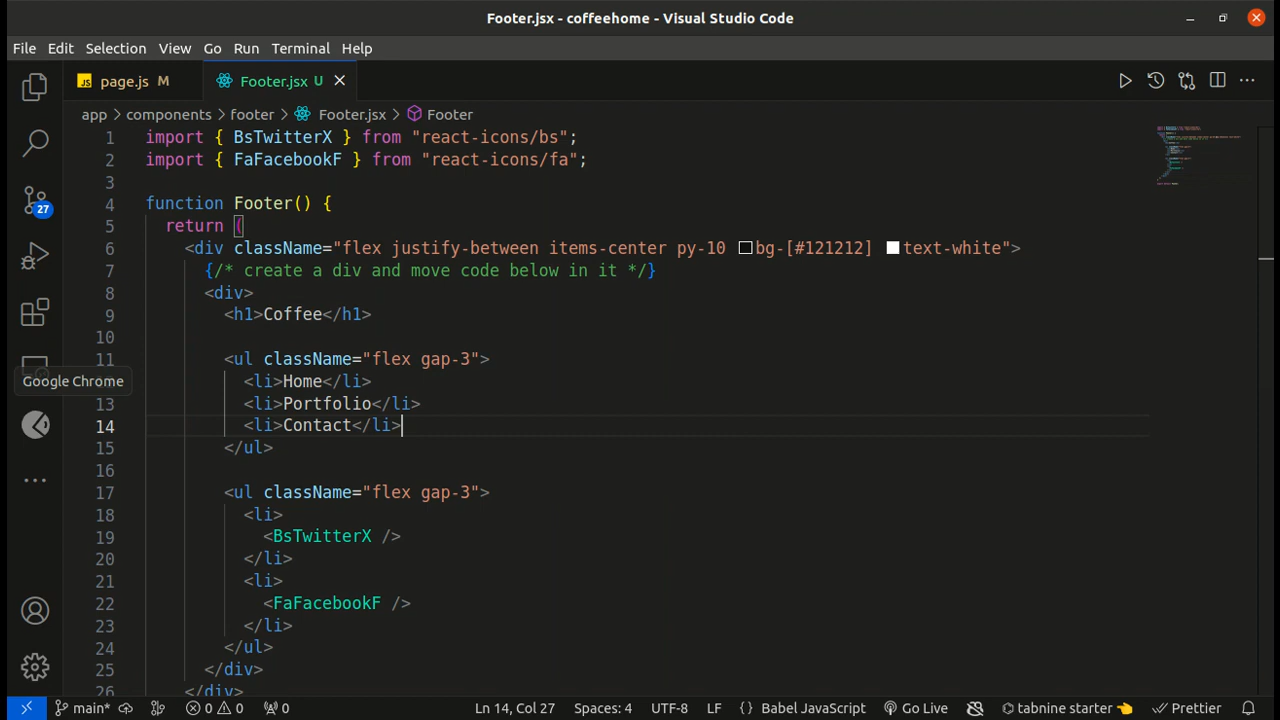 Footer.jsx - coffeehome - Visual Studio Code
File Edit Selection View Go Run Terminal Help
JS page.js M Footer.jsx U
app > components > footer > Footer.jsx > Footer
1 import { BsTwitterX } from "react-icons/bs";
2 import { FaFacebookF } from "react-icons/fa";
3
4 function Footer() {
5 return (
6 <div className="flex justify-between items-center py-10 bg-[#121212] text-white">
7 {/* create a div and move code below in it */}
8 <div>
9 <h1>Coffee</h1>
10
11 <ul className="flex gap-3">
12 <li>Home</li>
13 <li>Portfolio</li>
14 <li>Contact</li>
15 </ul>
16
17 <ul className="flex gap-3">
18 <li>
19 <BsTwitterX />
20 </li>
21 <li>
22 <FaFacebookF />
23 </li>
24 </ul>
25 </div>
26 </div>
27
Google Chrome
main* 0 0 0 Ln 14, Col 27 Spaces: 4 UTF-8 LF {} Babel JavaScript Go Live tabnine starter 👈 Prettier